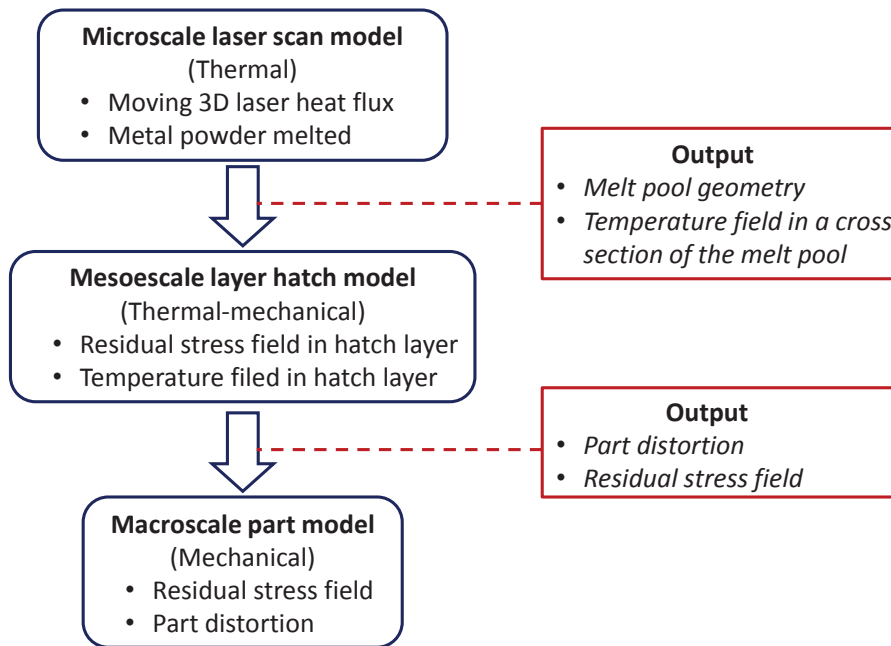 Microscale laser scan model
(Thermal)
• Moving 3D laser heat flux
• Metal powder melted
Output
• Melt pool geometry
• Temperature field in a cross
section of the melt pool
Mesoescale layer hatch model
(Thermal-mechanical)
• Residual stress field in hatch layer
• Temperature filed in hatch layer
Output
• Part distortion
• Residual stress field
Macroscale part model
(Mechanical)
• Residual stress field
• Part distortion